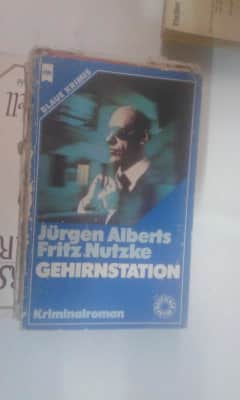 BLAUE KRIMIS
Jürgen Alberts
Fritz Nutzke
GEHIRNSTATION
Kriminalroman